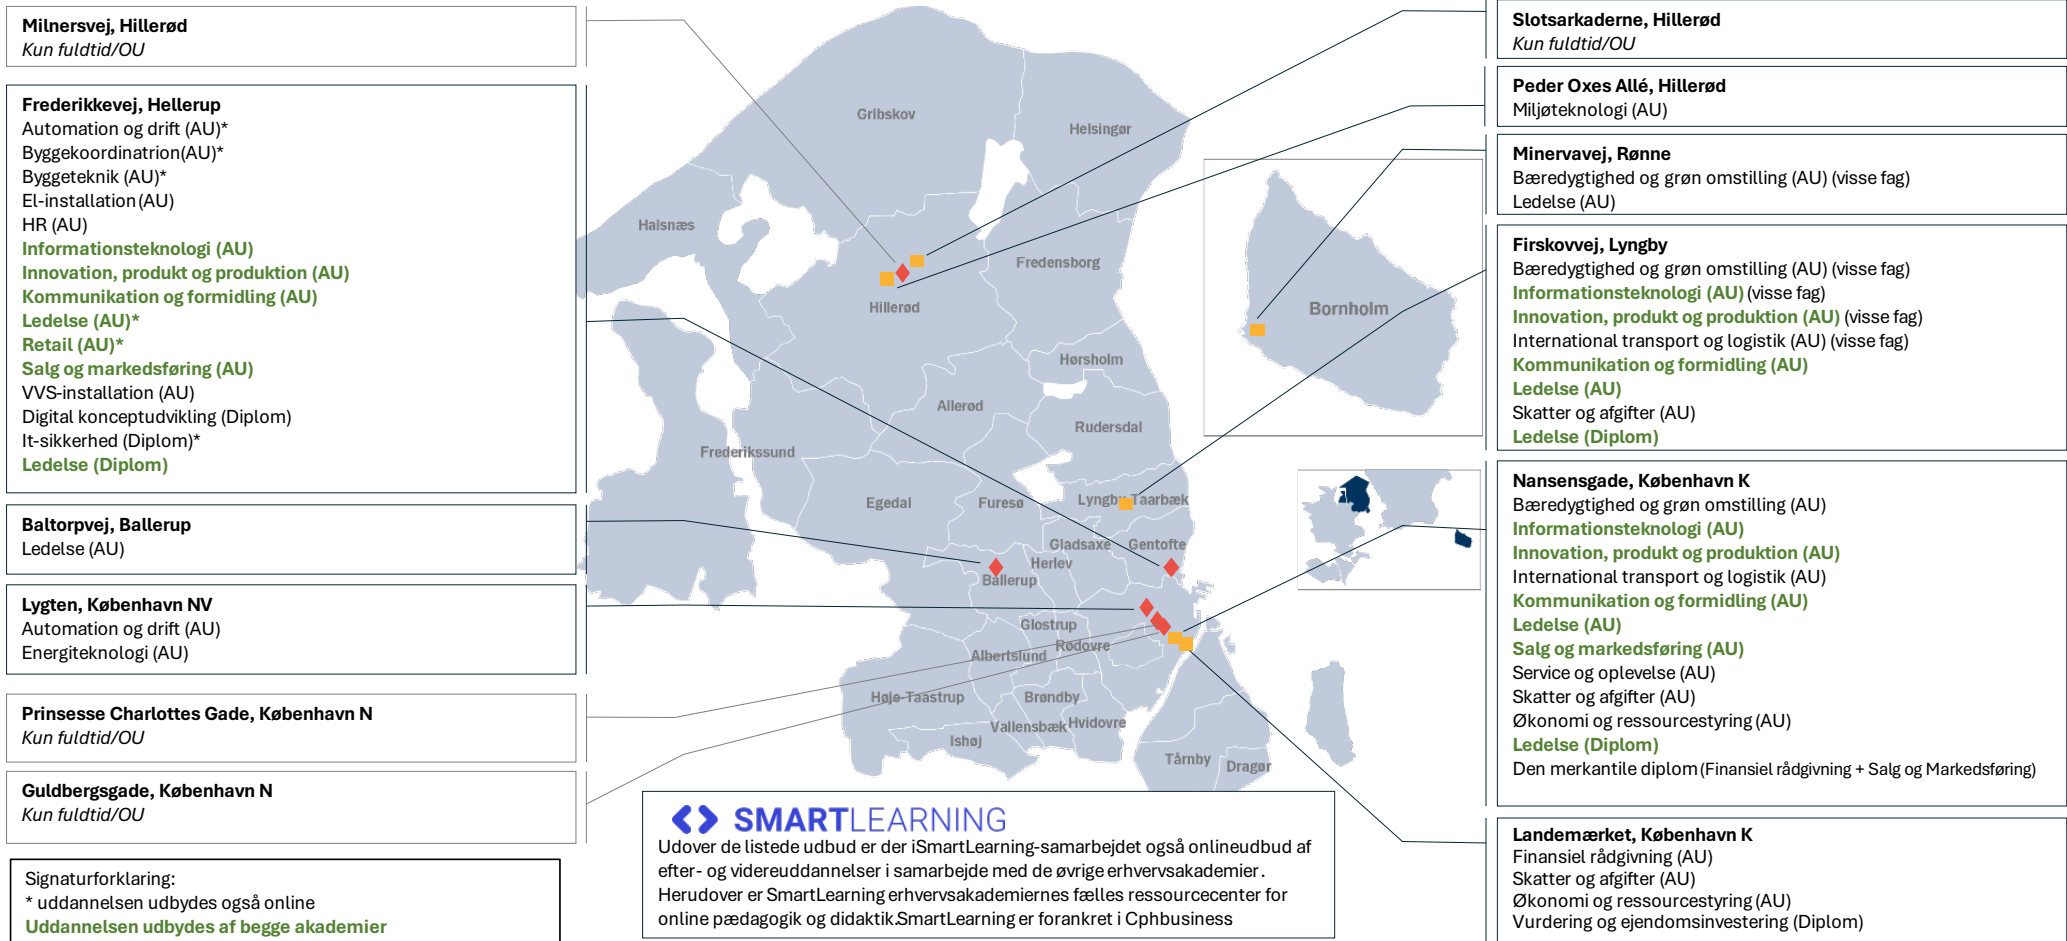 Milnersvej, Hillerød
Kun fuldtid/OU
Frederikkevej, Hellerup
Automation og drift (AU)*
Byggekoordinatrion(AU)*
Byggeteknik (AU)*
El-installation (AU)
HR (AU)
Informationsteknologi (AU)
Innovation, produkt og produktion (AU)
Kommunikation og formidling (AU)
Ledelse (AU)*
Retail (AU)*
Salg og markedsføring (AU)
VVS-installation (AU)
Digital konceptudvikling (Diplom)
It-sikkerhed (Diplom)*
Ledelse (Diplom)
Baltorpvej, Ballerup
Ledelse (AU)
Lygten, København NV
Automation og drift (AU)
Energiteknologi (AU)
Prinsesse Charlottes Gade, København N
Kun fuldtid/OU
Guldbergsgade, København N
Kun fuldtid/OU
Signaturforklaring:
* uddannelsen udbydes også online
Uddannelsen udbydes af begge akademier
Gribskov
Helsingør
Halsnæs
Fredensborg
Hillerød
Hørsholm
Allerød
Rudersdal
Frederikssund
Egedal
Furesø
Lyngby-Taarbæk
Gladsaxe
Gentofte
Herlev
Ballerup
Glostrup
Rødovre
Albertslund
Høje-Taastrup
Brøndby
Vallensbæk
Hvidovre
Ishøj
Tårnby
Dragør
Bornholm
SMARTLEARNING
Udover de listede udbud er der iSmartLearning-samarbejdet også onlineudbud af
efter- og videreuddannelser i samarbejde med de øvrige erhvervsakademier.
Herudover er SmartLearning erhvervsakademiernes fælles ressourcecenter for
online pædagogik og didaktik.SmartLearning er forankret i Cphbusiness
Slotsarkaderne, Hillerød
Kun fuldtid/OU
Peder Oxes Allé, Hillerød
Miljøteknologi (AU)
Minervavej, Rønne
Bæredygtighed og grøn omstilling (AU) (visse fag)
Ledelse (AU)
Firskovvej, Lyngby
Bæredygtighed og grøn omstilling (AU) (visse fag)
Informationsteknologi (AU) (visse fag)
Innovation, produkt og produktion (AU) (visse fag)
International transport og logistik (AU) (visse fag)
Kommunikation og formidling (AU)
Ledelse (AU)
Skatter og afgifter (AU)
Ledelse (Diplom)
Nansensgade, København K
Bæredygtighed og grøn omstilling (AU)
Informationsteknologi (AU)
Innovation, produkt og produktion (AU)
International transport og logistik (AU)
Kommunikation og formidling (AU)
Ledelse (AU)
Salg og markedsføring (AU)
Service og oplevelse (AU)
Skatter og afgifter (AU)
Økonomi og ressourcestyring (AU)
Ledelse (Diplom)
Den merkantile diplom (Finansiel rådgivning + Salg og Markedsføring)
Landemærket, København K
Finansiel rådgivning (AU)
Skatter og afgifter (AU)
Økonomi og ressourcestyring (AU)
Vurdering og ejendomsinvestering (Diplom)